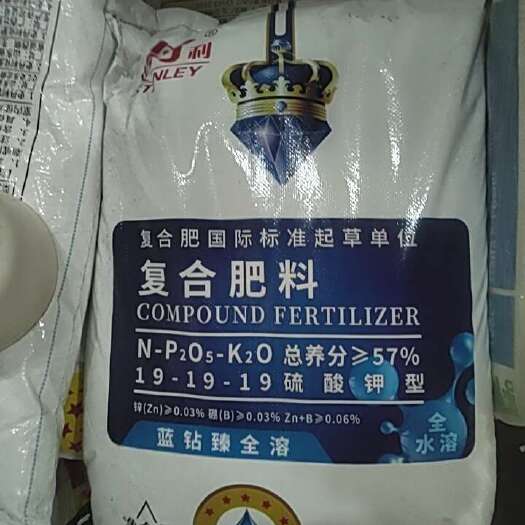 利
NLEY
复合肥国际标准起草单位
复合肥料
COMPOUND FERTILIZER
N-P₂O₅-K₂O 总养分≥57%
19-19-19 硫酸钾型
锌(Zn)≥0.03% 硼(B)≥0.03% Zn+B≥0.06%
蓝钻臻全溶
全
水溶